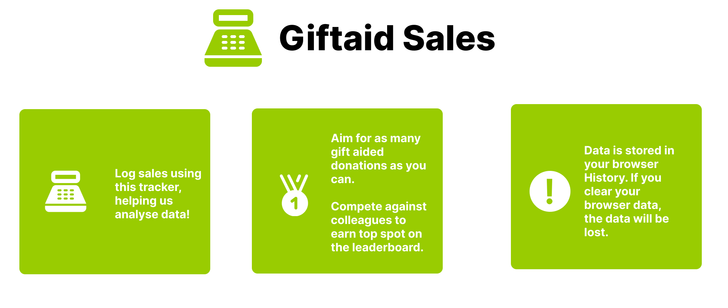 Giftaid Sales
Log sales using
this tracker,
helping us
analyse data!
Aim for as many
gift aided
donations as you
can.
Compete against
colleagues to
earn top spot on
the leaderboard.
1
Data is stored in
your browser
History. If you
clear your
browser data,
the data will be
lost.